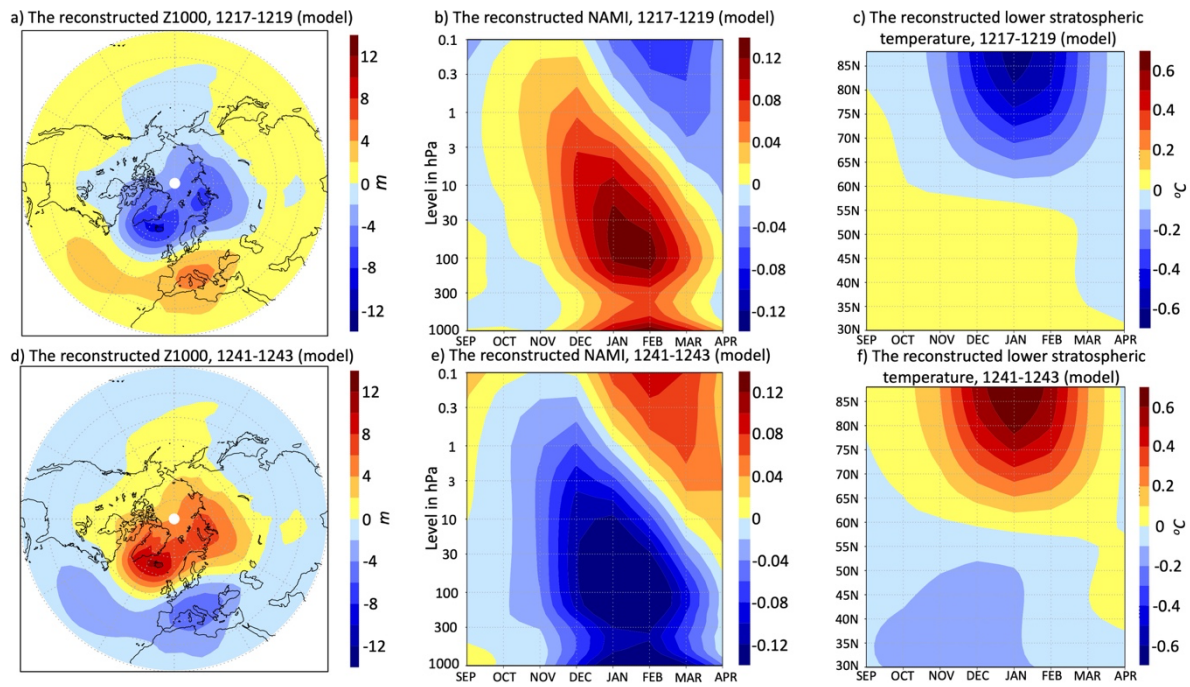 a) The reconstructed Z1000, 1217-1219 (model)
12
8
4
0
-4
-8
-12
m
b) The reconstructed NAMI, 1217-1219 (model)
Level in hPa
0.1
0.3
1
3
10
30
100
300
1000
SEP OCT NOV DEC JAN FEB MAR APR
0.12
0.08
0.04
0
-0.04
-0.08
-0.12
c) The reconstructed lower stratospheric
temperature, 1217-1219 (model)
85N
80N
75N
70N
65N
60N
55N
50N
45N
40N
35N
30N
SEP OCT NOV DEC JAN FEB MAR APR
0.6
0.4
0.2
0
-0.2
-0.4
-0.6
°C
d) The reconstructed Z1000, 1241-1243 (model)
12
8
4
0
-4
-8
-12
m
e) The reconstructed NAMI, 1241-1243 (model)
Level in hPa
0.1
0.3
1
3
10
30
100
300
1000
SEP OCT NOV DEC JAN FEB MAR APR
0.12
0.08
0.04
0
-0.04
-0.08
-0.12
f) The reconstructed lower stratospheric
temperature, 1241-1243 (model)
85N
80N
75N
70N
65N
60N
55N
50N
45N
40N
35N
30N
SEP OCT NOV DEC JAN FEB MAR APR
0.6
0.4
0.2
0
-0.2
-0.4
-0.6
°C